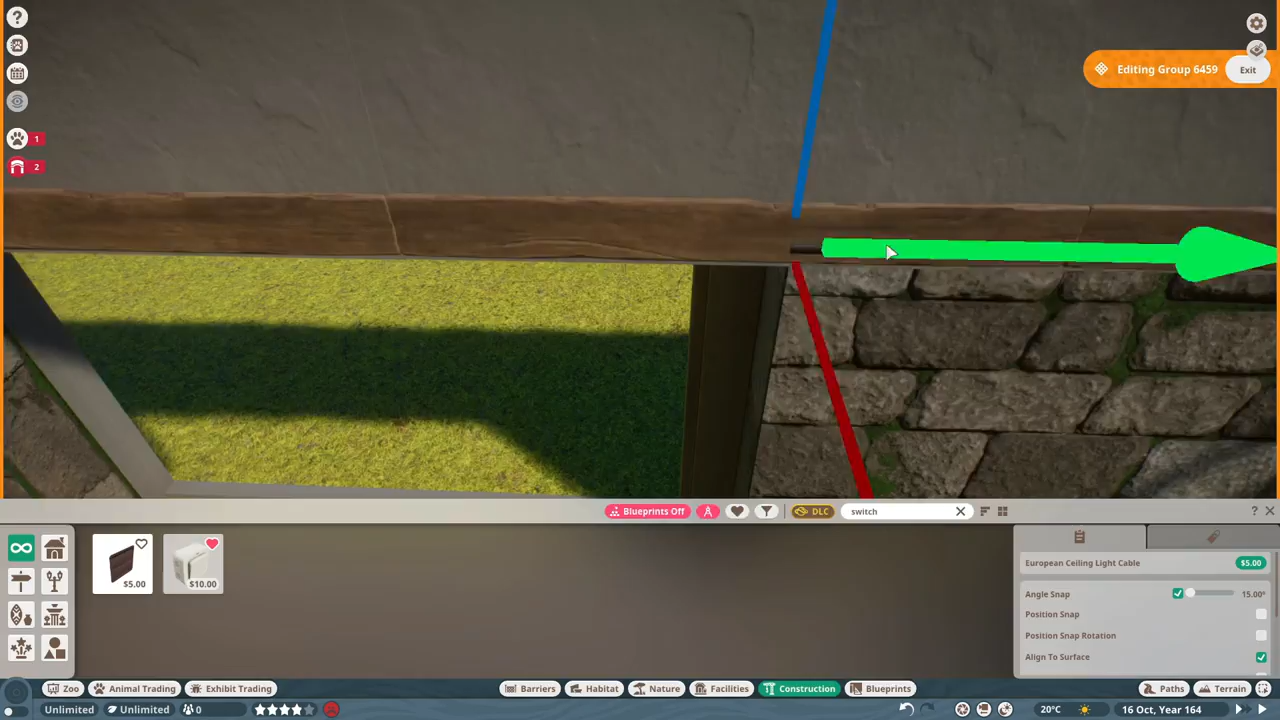 ?
Editing Group 6459
Exit
1
2
Blueprints Off
DLC
switch
?
$5.00
$10.00
European Ceiling Light Cable
$5.00
Angle Snap
15.00°
Position Snap
Position Snap Rotation
Align To Surface
Zoo
Animal Trading
Exhibit Trading
Barriers
Habitat
Nature
Facilities
Construction
Blueprints
Paths
Terrain
Unlimited
Unlimited
0
20°C
16 Oct, Year 164